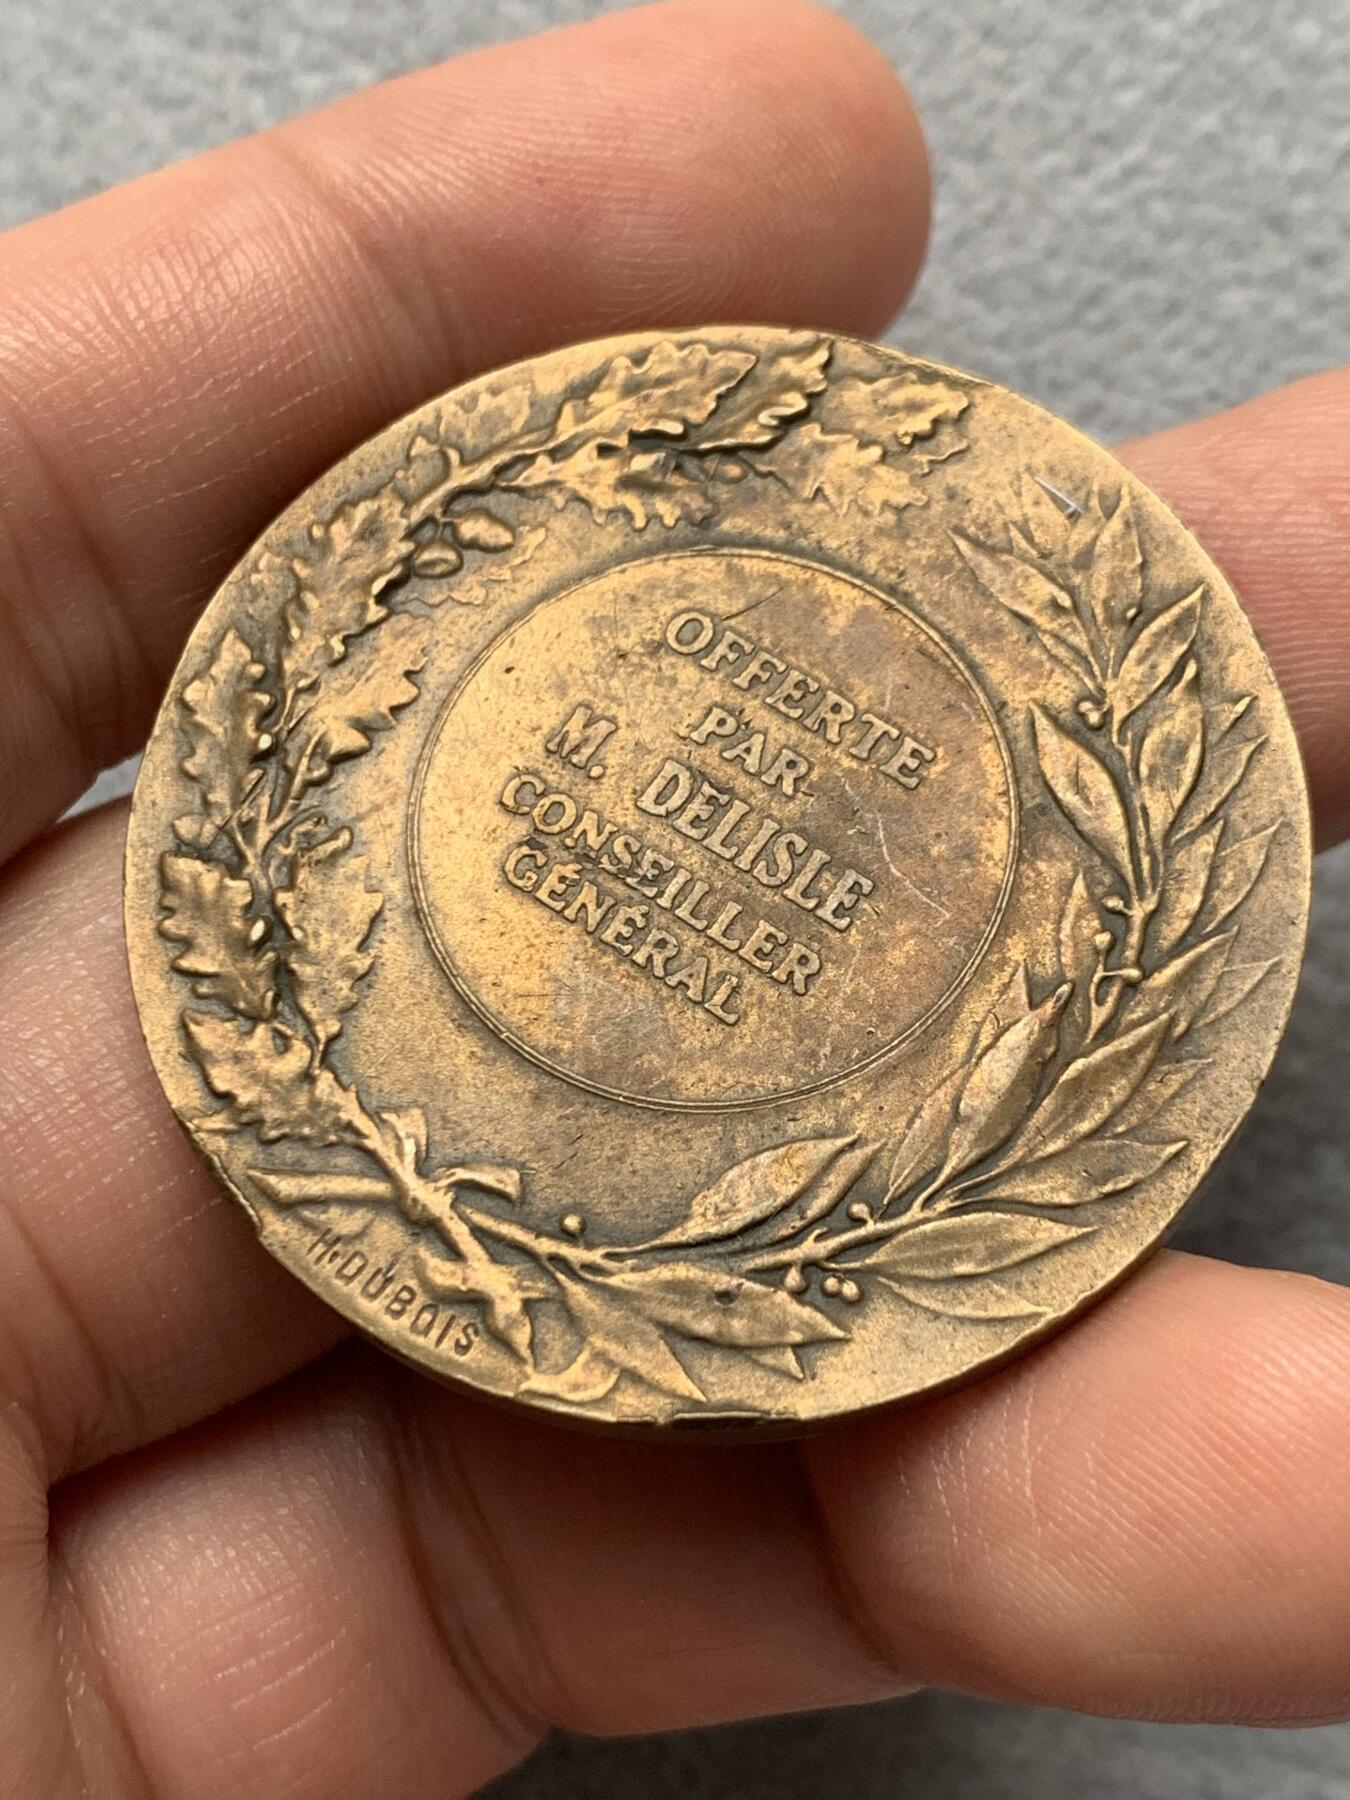 OFFERTE
PAR
M. DELISLE
CONSEILLER
GÉNÉRAL
H. DUBOIS